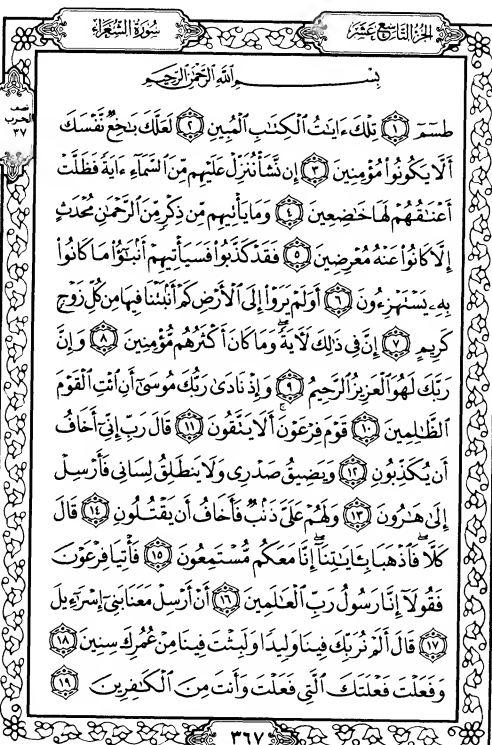 الجزء التاسع عشر
سورة الشعراء
نصف
الحزب
٣٧
بِسْمِ ٱللَّهِ ٱلرَّحْمَٰنِ ٱلرَّحِيمِ
طسٓمٓ ١ تِلْكَ ءَايَٰتُ ٱلْكِتَٰبِ ٱلْمُبِينِ ٢ لَعَلَّكَ بَٰخِعٌ نَّفْسَكَ
أَلَّا يَكُونُوا۟ مُؤْمِنِينَ ٣ إِن نَّشَأْ نُنَزِّلْ عَلَيْهِم مِّنَ ٱلسَّمَآءِ ءَايَةً فَظَلَّتْ
أَعْنَٰقُهُمْ لَهَا خَٰضِعِينَ ٤ وَمَا يَأْتِيهِم مِّن ذِكْرٍ مِّنَ ٱلرَّحْمَٰنِ مُحْدَثٍ
إِلَّا كَانُوا۟ عَنْهُ مُعْرِضِينَ ٥ فَقَدْ كَذَّبُوا۟ فَسَيَأْتِيهِمْ أَنۢبَٰٓؤُا۟ مَا كَانُوا۟
بِهِۦ يَسْتَهْزِءُونَ ٦ أَوَلَمْ يَرَوْا۟ إِلَى ٱلْأَرْضِ كَمْ أَنۢبَتْنَا فِيهَا مِن كُلِّ زَوْجٍ
كَرِيمٍ ٧ إِنَّ فِى ذَٰلِكَ لَءَايَةً ۖ وَمَا كَانَ أَكْثَرُهُم مُّؤْمِنِينَ ٨ وَإِنَّ
رَبَّكَ لَهُوَ ٱلْعَزِيزُ ٱلرَّحِيمُ ٩ وَإِذْ نَادَىٰ رَبُّكَ مُوسَىٰٓ أَنِ ٱئْتِ ٱلْقَوْمَ
ٱلظَّٰلِمِينَ ١٠ قَوْمَ فِرْعَوْنَ ۚ أَلَا يَتَّقُونَ ١١ قَالَ رَبِّ إِنِّىٓ أَخَافُ
أَن يُكَذِّبُونِ ١٢ وَيَضِيقُ صَدْرِى وَلَا يَنطَلِقُ لِسَانِى فَأَرْسِلْ
إِلَىٰ هَٰرُونَ ١٣ وَلَهُمْ عَلَىَّ ذَنۢبٌ فَأَخَافُ أَن يَقْتُلُونِ ١٤ قَالَ
كَلَّا ۖ فَٱذْهَبَا بِـَٔايَٰتِنَآ ۖ إِنَّا مَعَكُم مُّسْتَمِعُونَ ١٥ فَأْتِيَا فِرْعَوْنَ
فَقُولَآ إِنَّا رَسُولُ رَبِّ ٱلْعَٰلَمِينَ ١٦ أَنْ أَرْسِلْ مَعَنَا بَنِىٓ إِسْرَٰٓءِيلَ
١٧ قَالَ أَلَمْ نُرَبِّكَ فِينَا وَلِيدًا وَلَبِثْتَ فِينَا مِنْ عُمُرِكَ سِنِينَ ١٨
وَفَعَلْتَ فَعْلَتَكَ ٱلَّتِى فَعَلْتَ وَأَنتَ مِنَ ٱلْكَٰفِرِينَ ١٩
٣٦٧